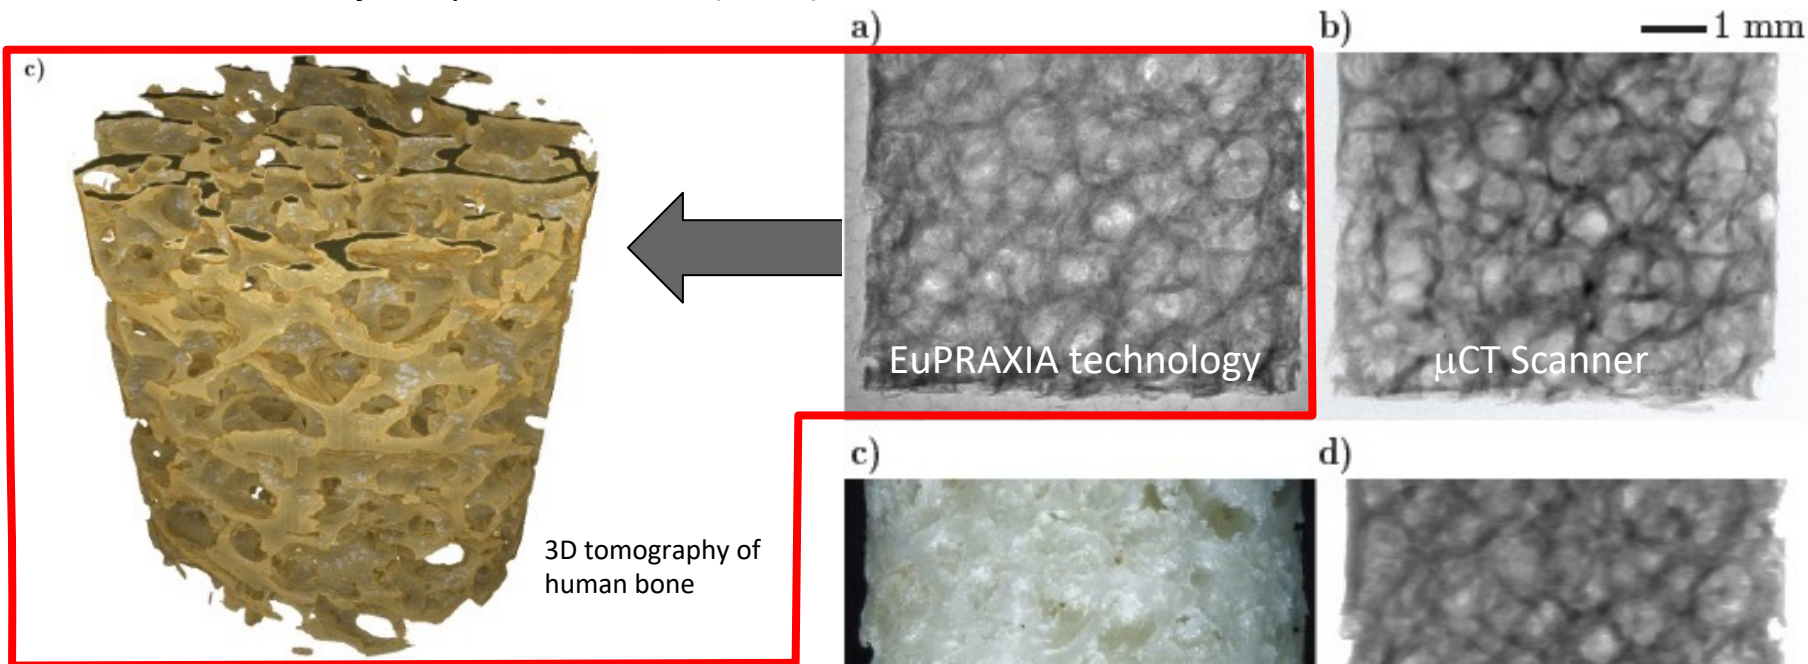 a)
b)
1 mm
c)
EuPRAXIA technology
μCT Scanner
c)
d)
3D tomography of
human bone